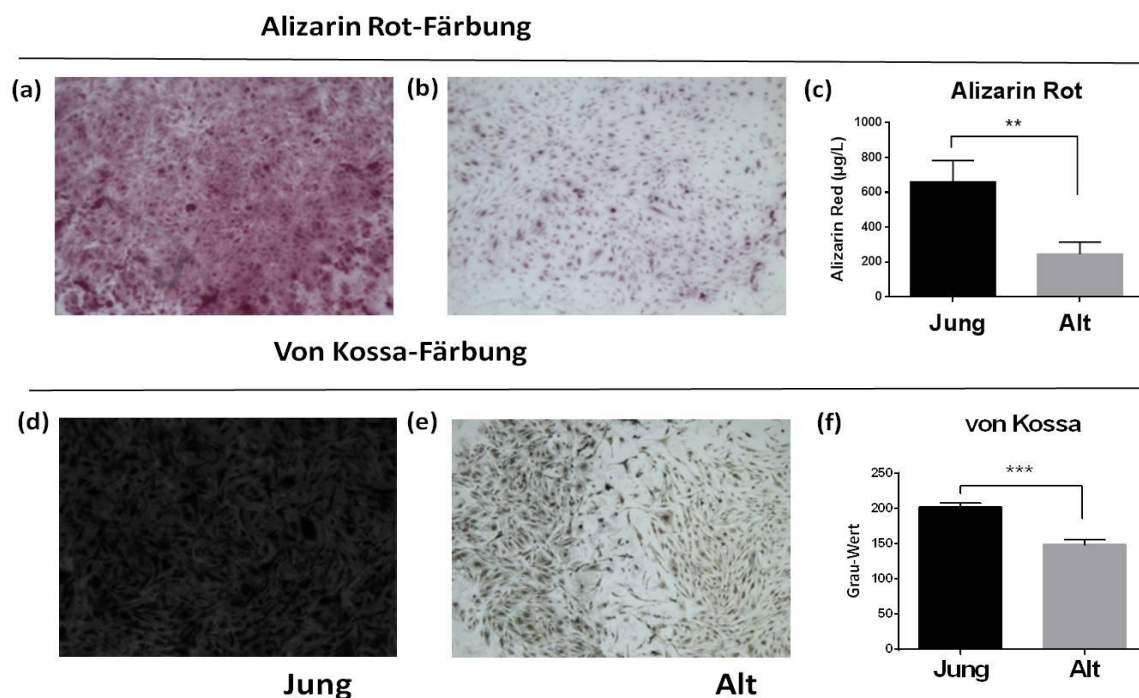 Alizarin Rot-Färbung
(a)
(b)
(c)
Alizarin Rot
Alizarin Red (µg/L)
1000
800
600
400
200
0
**
Jung
Alt
Von Kossa-Färbung
(d)
(e)
(f)
von Kossa
Grau-Wert
250
200
150
100
50
0
***
Jung
Alt
Jung
Alt